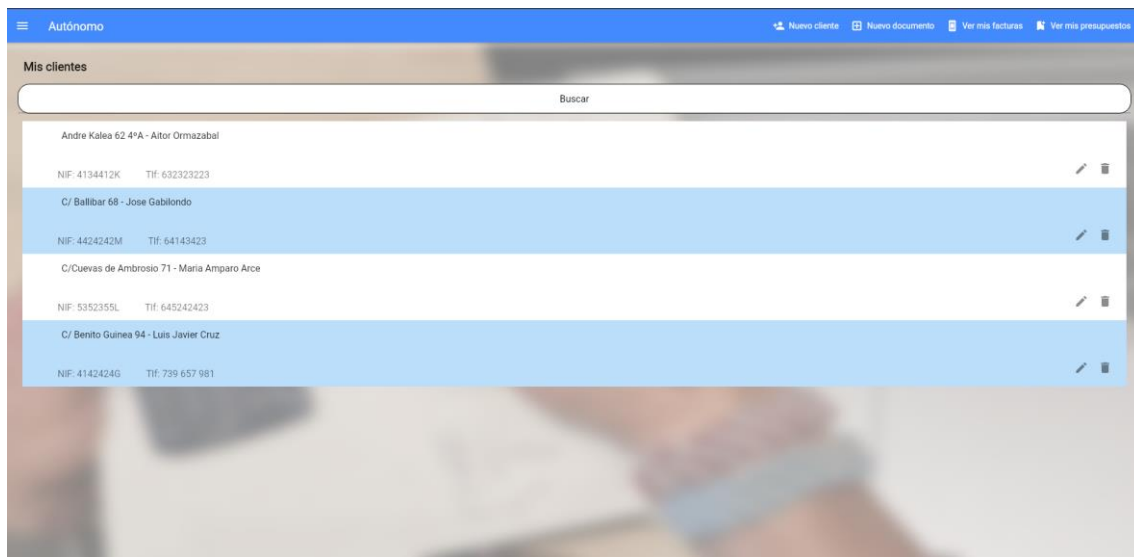 Autónomo Nuevo cliente Nuevo documento Ver mis facturas Ver mis presupuestos
Mis clientes
Buscar
Andre Kalea 62 4ºA - Aitor Ormazabal
NIF: 4134412K Tlf: 632323223
C/ Ballibar 68 - Jose Gabilondo
NIF: 4424242M Tlf: 64143423
C/Cuevas de Ambrosio 71 - Maria Amparo Arce
NIF: 5352355L Tlf: 645242423
C/ Benito Guinea 94 - Luis Javier Cruz
NIF: 4142424G Tlf: 739 657 981